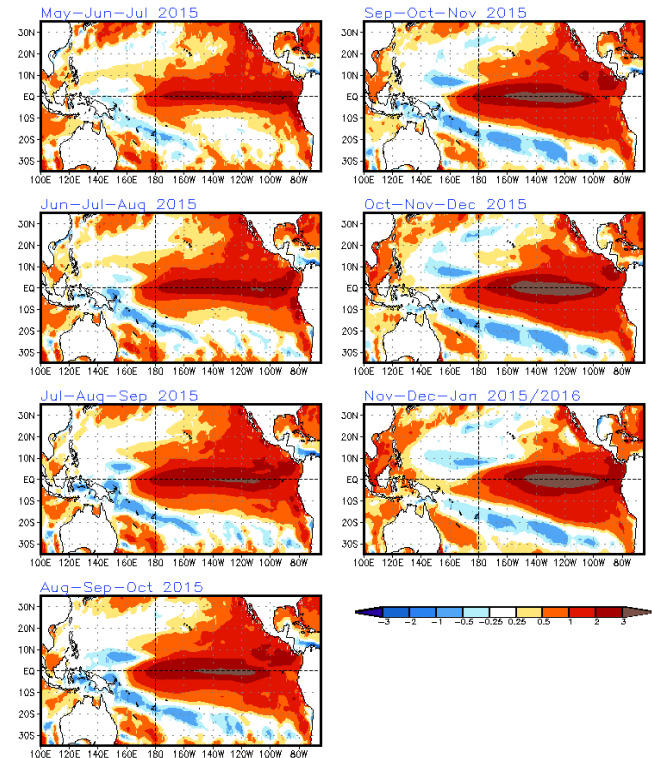 May-Jun-Jul 2015
30N
20N
10N
EQ
10S
20S
30S
100E 120E 140E 160E 180 160W 140W 120W 100W 80W
Jun-Jul-Aug 2015
30N
20N
10N
EQ
10S
20S
30S
100E 120E 140E 160E 180 160W 140W 120W 100W 80W
Jul-Aug-Sep 2015
30N
20N
10N
EQ
10S
20S
30S
100E 120E 140E 160E 180 160W 140W 120W 100W 80W
Aug-Sep-Oct 2015
30N
20N
10N
EQ
10S
20S
30S
100E 120E 140E 160E 180 160W 140W 120W 100W 80W
Sep-Oct-Nov 2015
30N
20N
10N
EQ
10S
20S
30S
100E 120E 140E 160E 180 160W 140W 120W 100W 80W
Oct-Nov-Dec 2015
30N
20N
10N
EQ
10S
20S
30S
100E 120E 140E 160E 180 160W 140W 120W 100W 80W
Nov-Dec-Jan 2015/2016
30N
20N
10N
EQ
10S
20S
30S
100E 120E 140E 160E 180 160W 140W 120W 100W 80W
-3 -2 -1 -0.5 -0.25 0.25 0.5 1 2 3